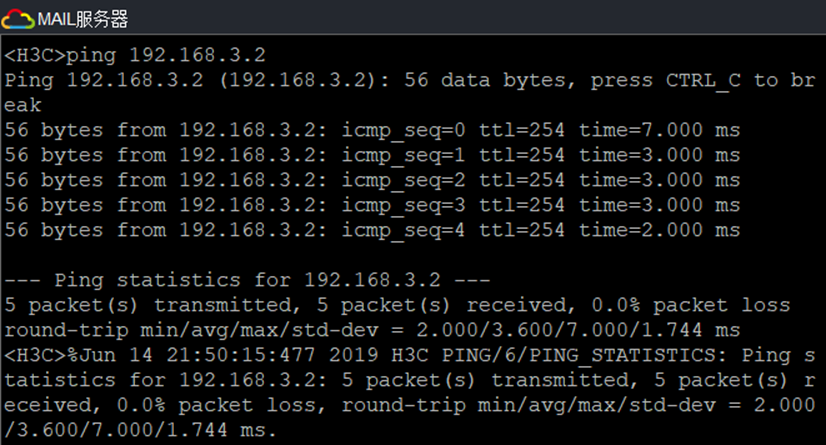 MAIL服务器
<H3C>ping 192.168.3.2
Ping 192.168.3.2 (192.168.3.2): 56 data bytes, press CTRL_C to br
eak
56 bytes from 192.168.3.2: icmp_seq=0 ttl=254 time=7.000 ms
56 bytes from 192.168.3.2: icmp_seq=1 ttl=254 time=3.000 ms
56 bytes from 192.168.3.2: icmp_seq=2 ttl=254 time=3.000 ms
56 bytes from 192.168.3.2: icmp_seq=3 ttl=254 time=3.000 ms
56 bytes from 192.168.3.2: icmp_seq=4 ttl=254 time=2.000 ms
--- Ping statistics for 192.168.3.2 ---
5 packet(s) transmitted, 5 packet(s) received, 0.0% packet loss
round-trip min/avg/max/std-dev = 2.000/3.600/7.000/1.744 ms
<H3C>%Jun 14 21:50:15:477 2019 H3C PING/6/PING_STATISTICS: Ping s
tatistics for 192.168.3.2: 5 packet(s) transmitted, 5 packet(s) r
eceived, 0.0% packet loss, round-trip min/avg/max/std-dev = 2.000
/3.600/7.000/1.744 ms.